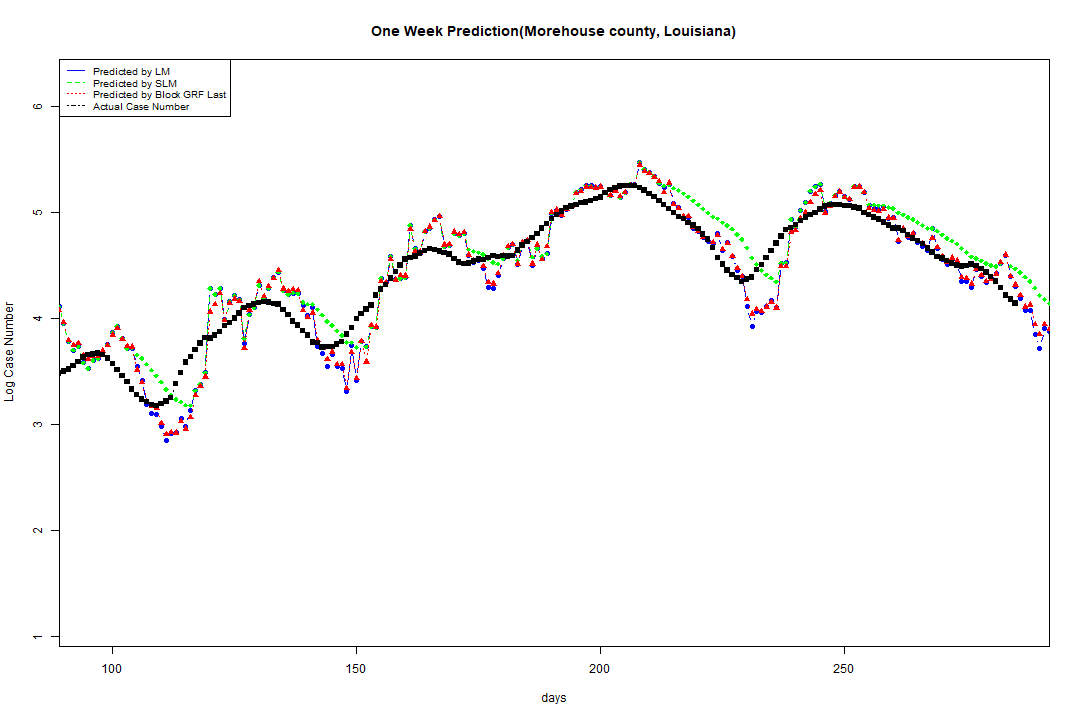 One Week Prediction(Morehouse county, Louisiana)
Predicted by LM
Predicted by SLM
Predicted by Block GRF Last
Actual Case Number
6
5
4
3
2
1
Log Case Number
100 150 200 250
days